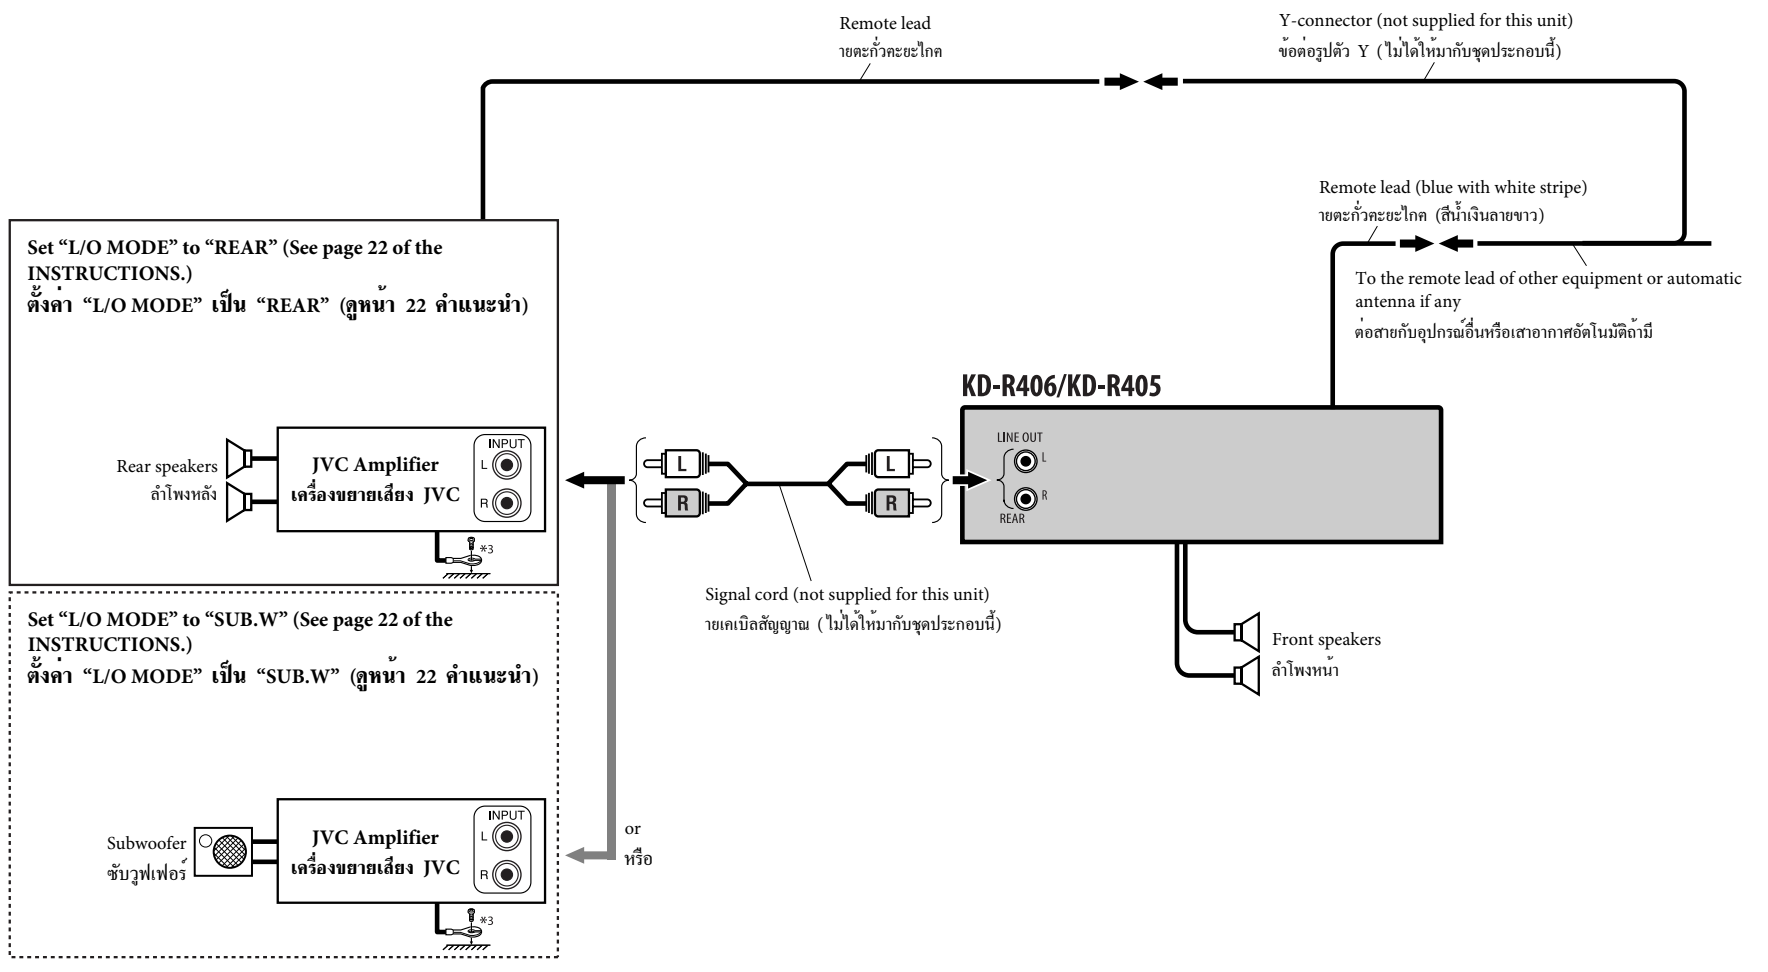 Remote lead
ายตะกั่วคะยะไกค
Y-connector (not supplied for this unit)
ข้อต่อรูปตัว Y (ไม่ได้ให้มากับชุดประกอบนี้)
Remote lead (blue with white stripe)
ายตะกั่วคะยะไกค (สีน้ำเงินลายขาว)
To the remote lead of other equipment or automatic
antenna if any
ต่อสายกับอุปกรณ์อื่นหรือเสาอากาศอัตโนมัติถ้ามี
Set “L/O MODE” to “REAR” (See page 22 of the
INSTRUCTIONS.)
ตั้งค่า “L/O MODE” เป็น “REAR” (ดูหน้า 22 คำแนะนำ)
KD-R406/KD-R405
LINE OUT
L
R
REAR
Rear speakers
ลำโพงหลัง
JVC Amplifier
เครื่องขยายเสียง JVC
INPUT
L
R
*3
L
R
L
R
Signal cord (not supplied for this unit)
ายเคเบิลสัญญาณ (ไม่ได้ให้มากับชุดประกอบนี้)
Front speakers
ลำโพงหน้า
Set “L/O MODE” to “SUB.W” (See page 22 of the
INSTRUCTIONS.)
ตั้งค่า “L/O MODE” เป็น “SUB.W” (ดูหน้า 22 คำแนะนำ)
Subwoofer
ซับวูฟเฟอร์
JVC Amplifier
เครื่องขยายเสียง JVC
INPUT
L
R
*3
or
หรือ